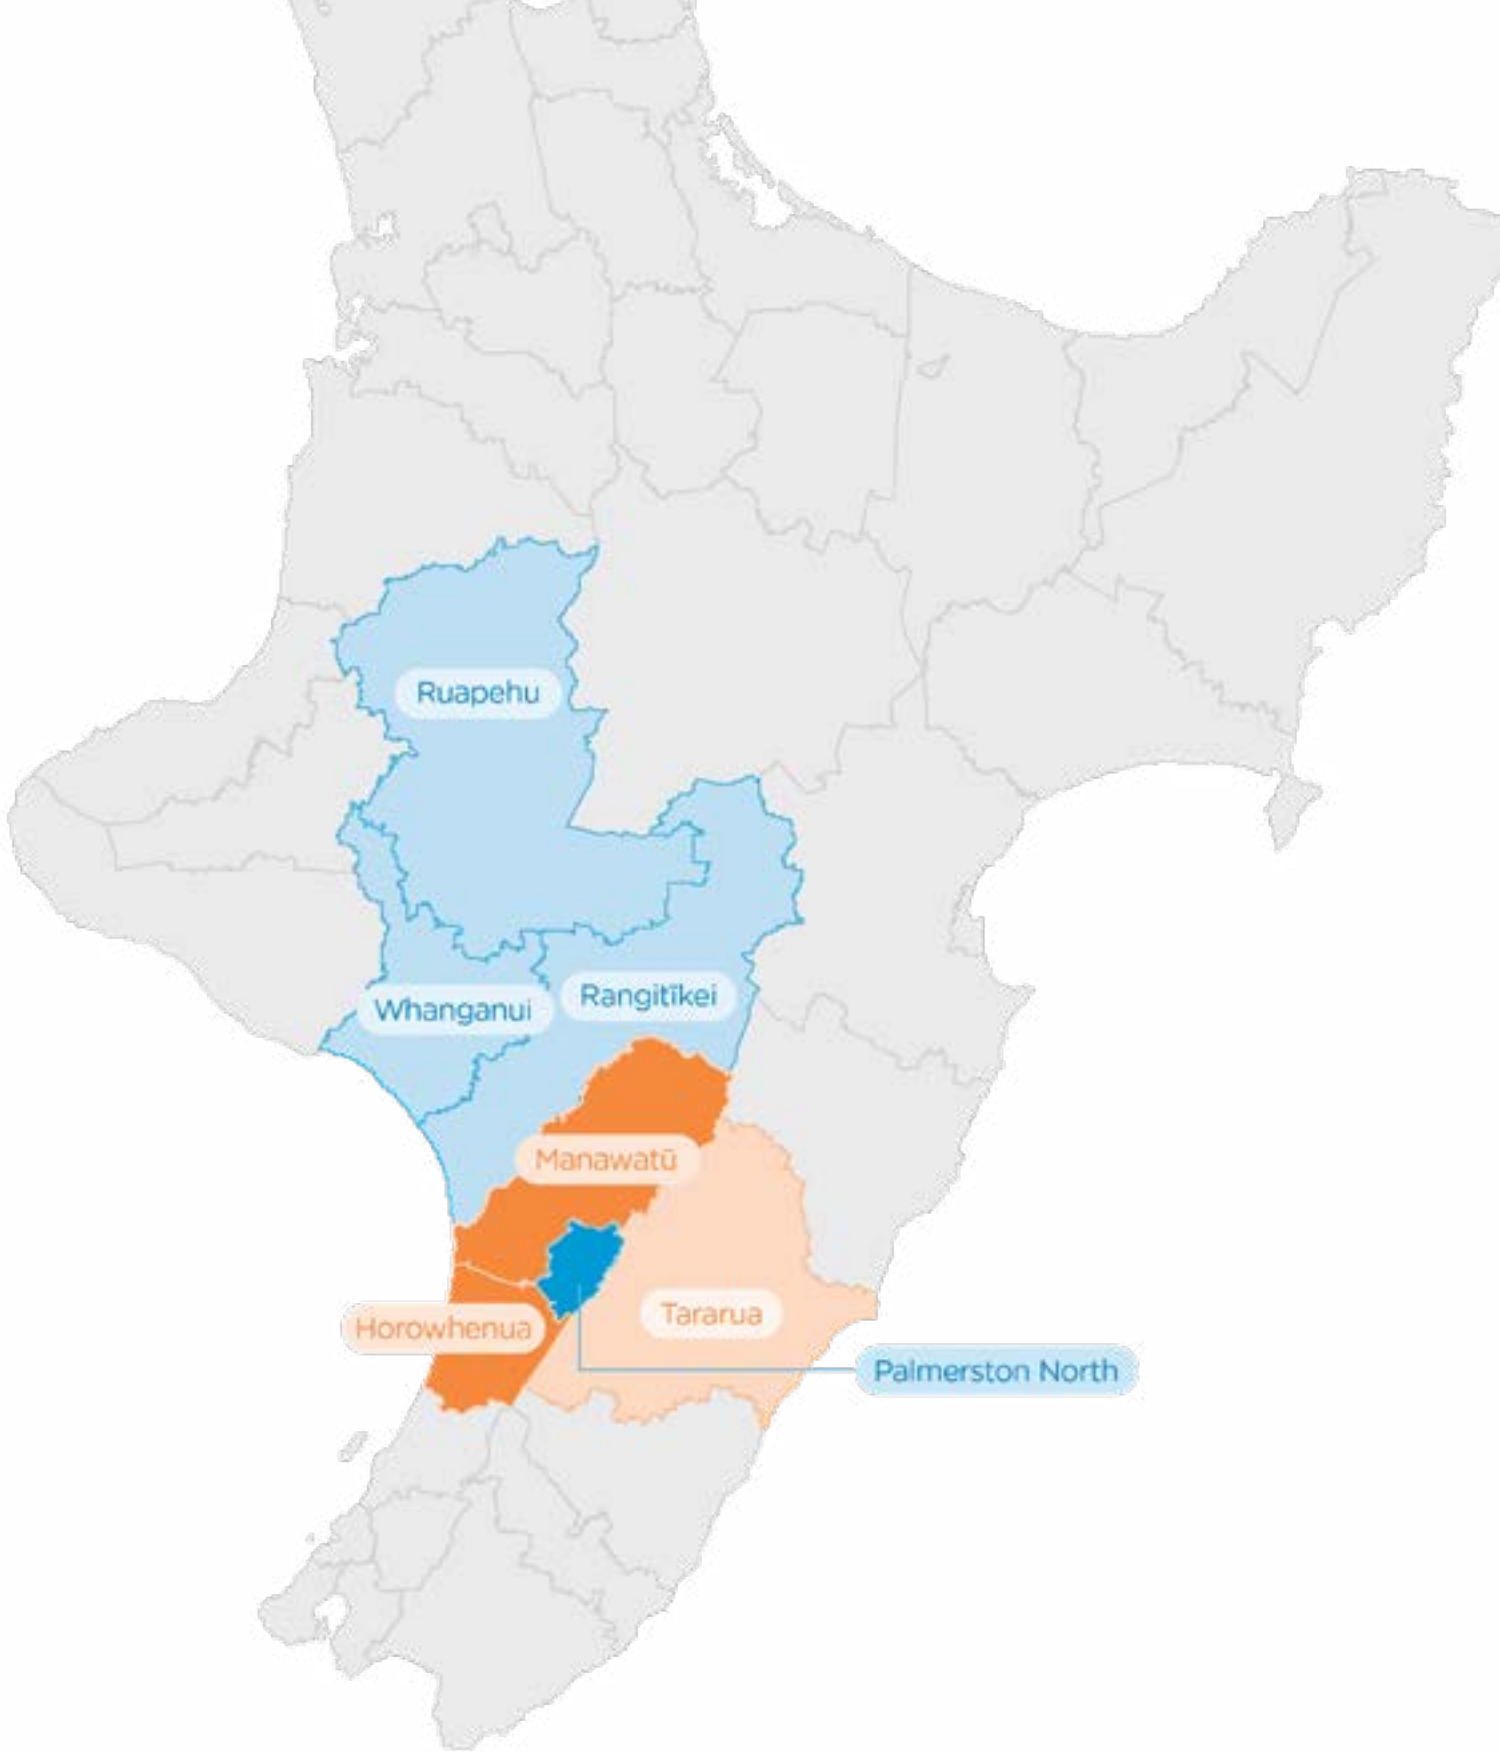 Ruapehu
Whanganui
Rangitīkei
Manawatū
Horowhenua
Tararua
Palmerston North